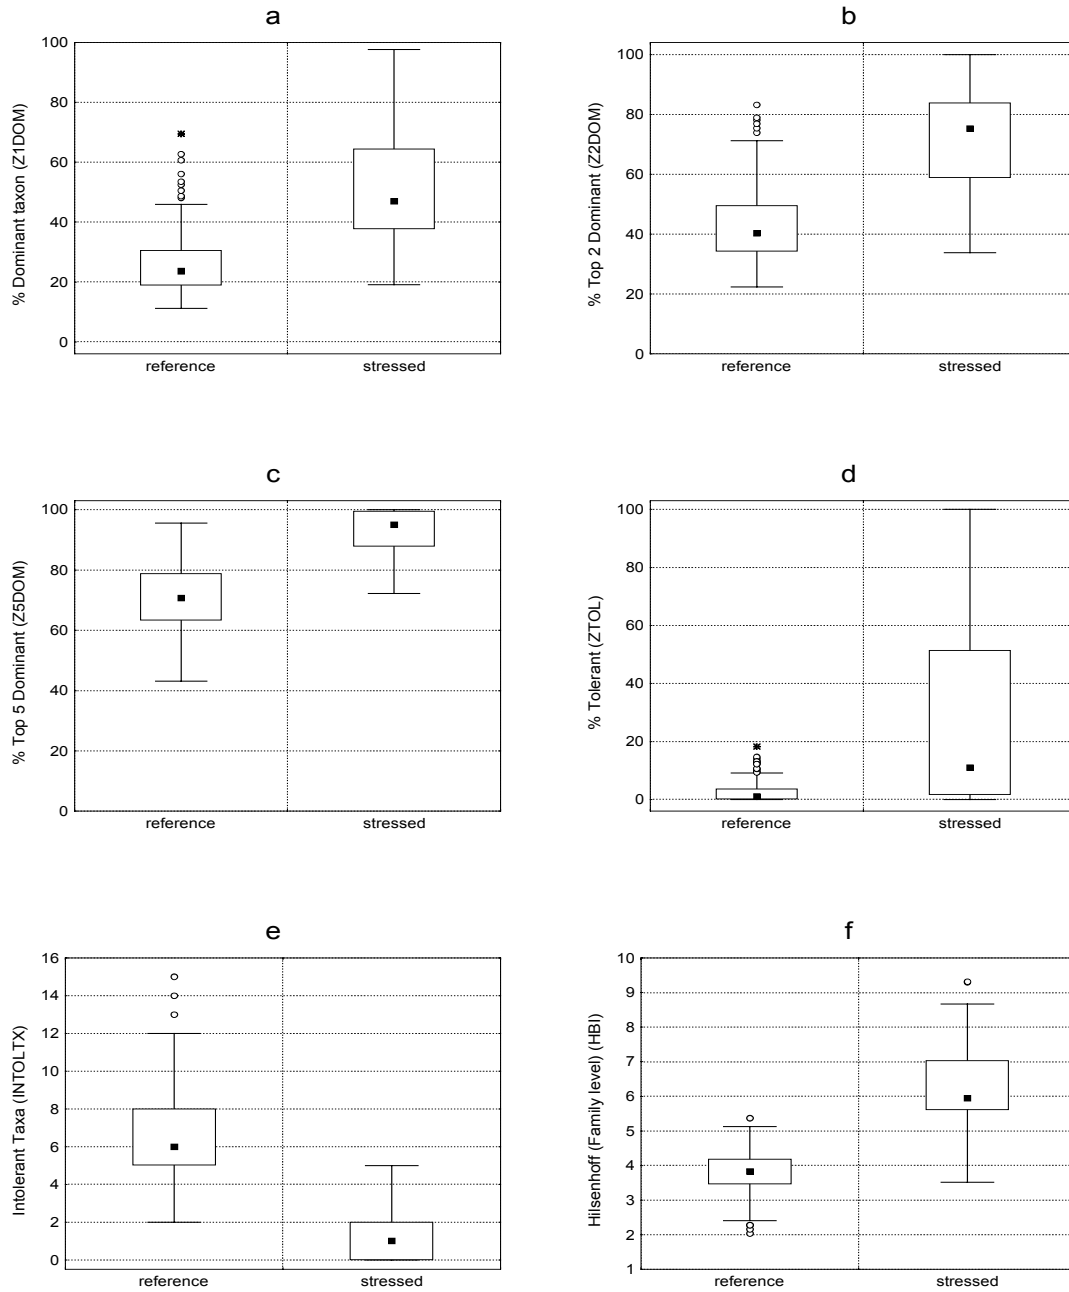 a
% Dominant taxon (Z1DOM)
100
80
60
40
20
0
reference stressed
b
% Top 2 Dominant (Z2DOM)
100
80
60
40
20
0
reference stressed
c
% Top 5 Dominant (Z5DOM)
100
80
60
40
20
0
reference stressed
d
% Tolerant (ZTOL)
100
80
60
40
20
0
reference stressed
e
Intolerant Taxa (INTOLTX)
16
14
12
10
8
6
4
2
0
reference stressed
f
Hilsenhoff (Family level) (HBI)
10
9
8
7
6
5
4
3
2
1
reference stressed